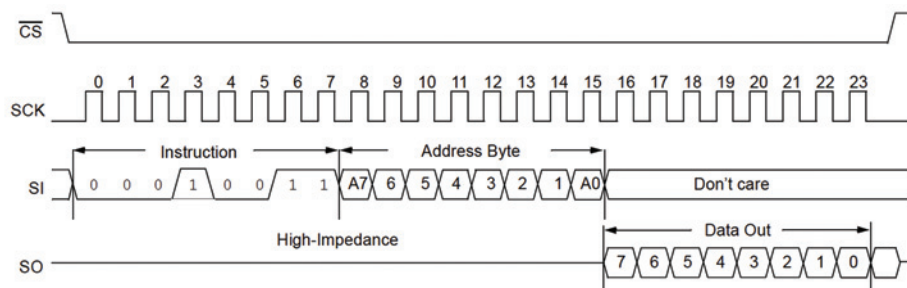 CS
0 1 2 3 4 5 6 7 8 9 10 11 12 13 14 15 16 17 18 19 20 21 22 23
SCK
Instruction Address Byte
SI 0 0 0 1 0 0 1 1 A7 6 5 4 3 2 1 A0 Don't care
High-Impedance Data Out
SO 7 6 5 4 3 2 1 0